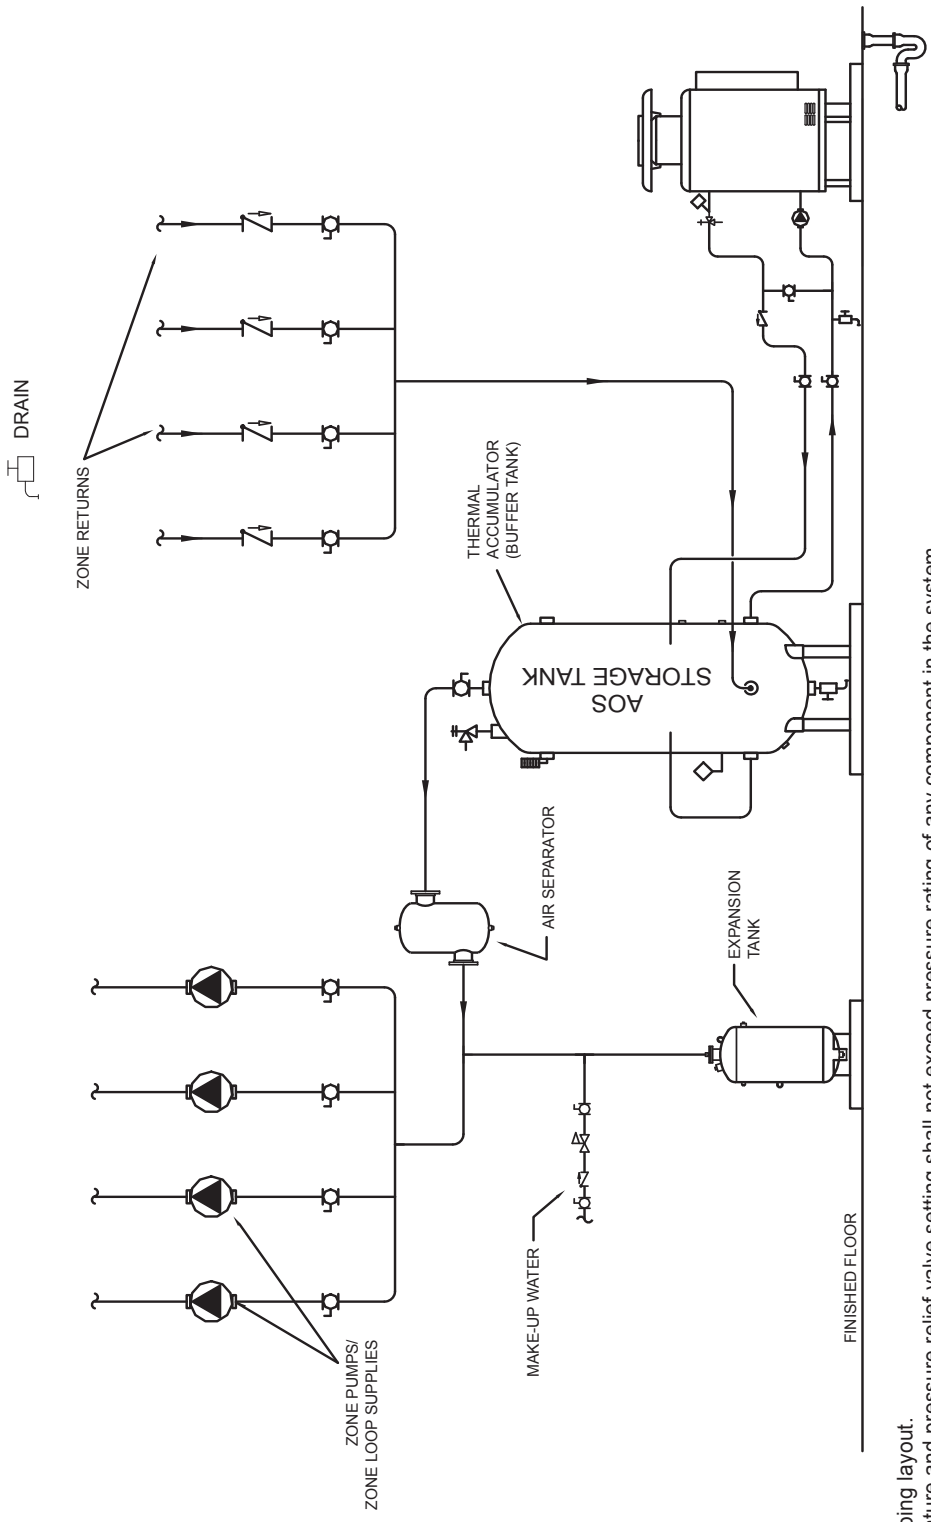 DRAIN
ZONE RETURNS
THERMAL
ACCUMULATOR
(BUFFER TANK)
AOS
STORAGE TANK
AIR SEPARATOR
EXPANSION
TANK
MAKE-UP WATER
ZONE PUMPS/
ZONE LOOP SUPPLIES
FINISHED FLOOR
layout.
and pressure relief valve setting shall not exceed pressure rating of any component in the system